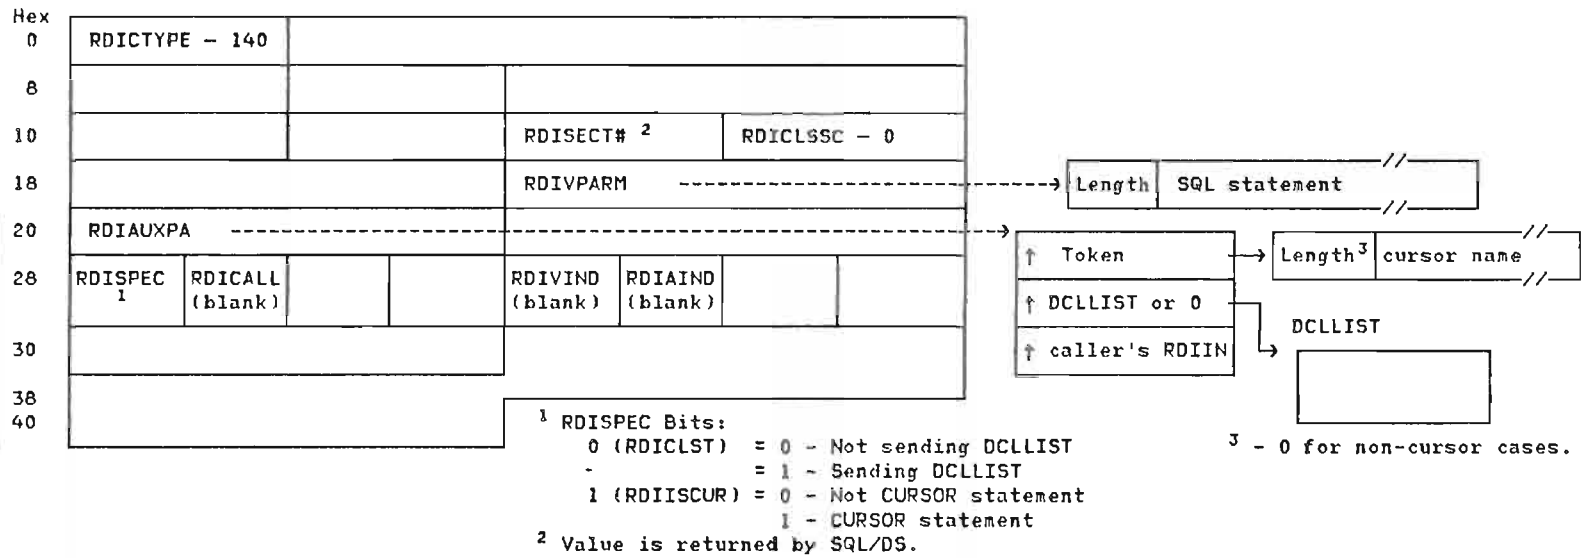 Hex
0 RDICTYPE – 140
8
10 RDISECT# 2 RDICLSSC – 0
18 RDIVPARM Length SQL statement
20 RDIAUXPA
↑ Token Length3 cursor name
28 RDISPEC 1 RDICALL (blank) RDIVIND (blank) RDIAIND (blank)
↑ DCLLIST or 0
DCLLIST
30 ↑ caller's RDIIN
38
40
1 RDISPEC Bits:
0 (RDICLST) = 0 – Not sending DCLLIST
- = 1 – Sending DCLLIST
1 (RDIISCUR) = 0 – Not CURSOR statement
1 – CURSOR statement
2 Value is returned by SQL/DS.
3 – 0 for non-cursor cases.